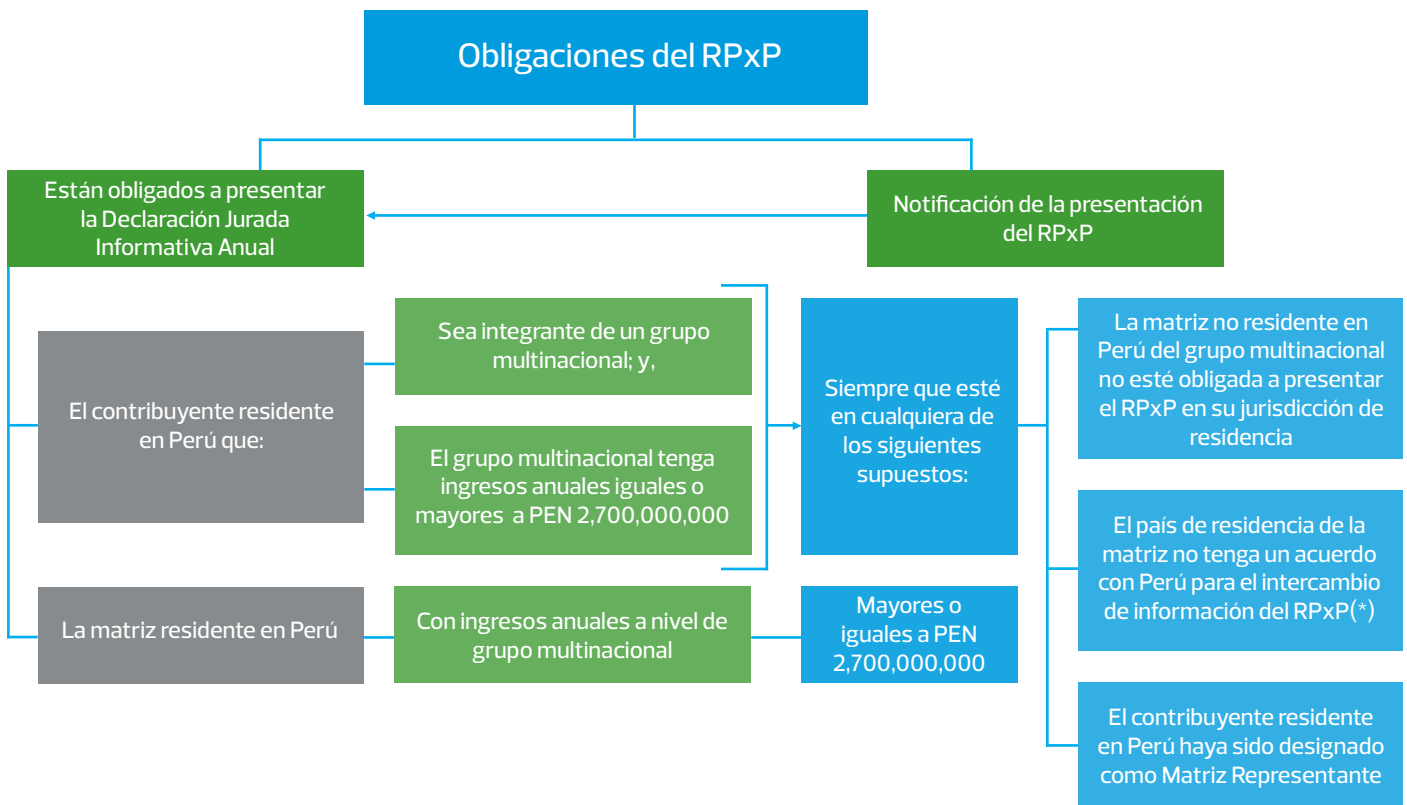 Obligaciones del RPxP
Están obligados a presentar
la Declaración Jurada
Informativa Anual
Notificación de la presentación
del RPxP
El contribuyente residente
en Perú que:
Sea integrante de un grupo
multinacional; y,
El grupo multinacional tenga
ingresos anuales iguales o
mayores a PEN 2,700,000,000
Siempre que esté
en cualquiera de
los siguientes
supuestos:
La matriz no residente en
Perú del grupo multinacional
no esté obligada a presentar
el RPxP en su jurisdicción de
residencia
El país de residencia de la
matriz no tenga un acuerdo
con Perú para el intercambio
de información del RPxP(*)
El contribuyente residente
en Perú haya sido designado
como Matriz Representante
La matriz residente en Perú
Con ingresos anuales a nivel de
grupo multinacional
Mayores o
iguales a PEN
2,700,000,000